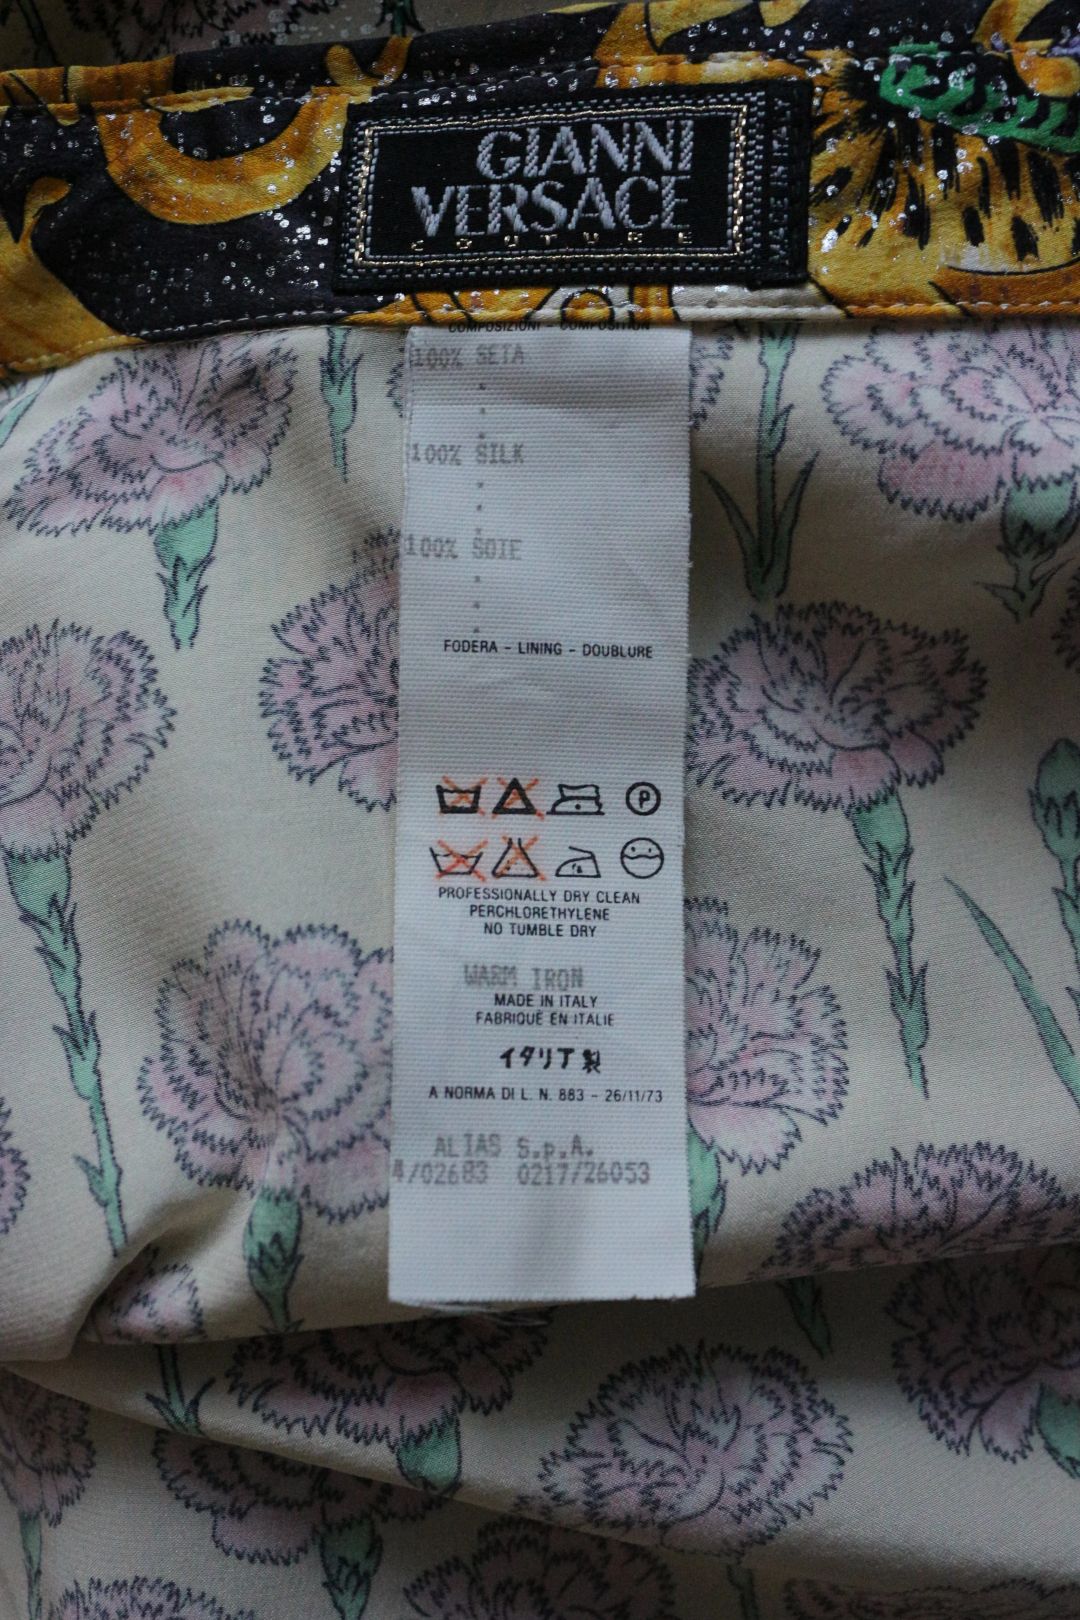 GIANNI
VERSACE
COUTURE
MADE IN ITALY
COMPOSIZIONI - COMPOSITION
100% SETA
100% SILK
100% SOIE
FODERA - LINING - DOUBLURE
P
PROFESSIONALLY DRY CLEAN
PERCHLORETHYLENE
NO TUMBLE DRY
WARM IRON
MADE IN ITALY
FABRIQUÈ EN ITALIE
イタリア製
A NORMA DI L. N. 883 - 26/11/73
ALIAS S.p.A.
4/02683 0217/26053